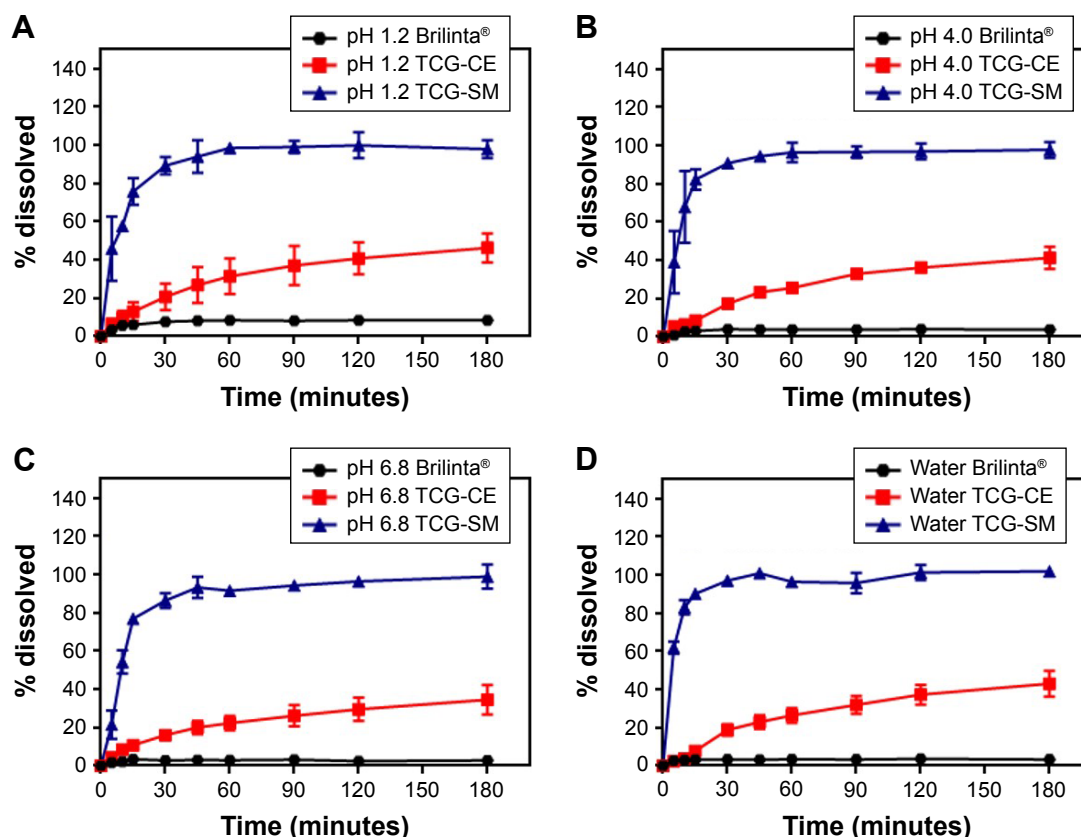 A
pH 1.2 Brilinta®
pH 1.2 TCG-CE
pH 1.2 TCG-SM
% dissolved
140
120
100
80
60
40
20
0
0 30 60 90 120 150 180
Time (minutes)
B
pH 4.0 Brilinta®
pH 4.0 TCG-CE
pH 4.0 TCG-SM
% dissolved
140
120
100
80
60
40
20
0
0 30 60 90 120 150 180
Time (minutes)
C
pH 6.8 Brilinta®
pH 6.8 TCG-CE
pH 6.8 TCG-SM
% dissolved
140
120
100
80
60
40
20
0
0 30 60 90 120 150 180
Time (minutes)
D
Water Brilinta®
Water TCG-CE
Water TCG-SM
% dissolved
140
120
100
80
60
40
20
0
0 30 60 90 120 150 180
Time (minutes)